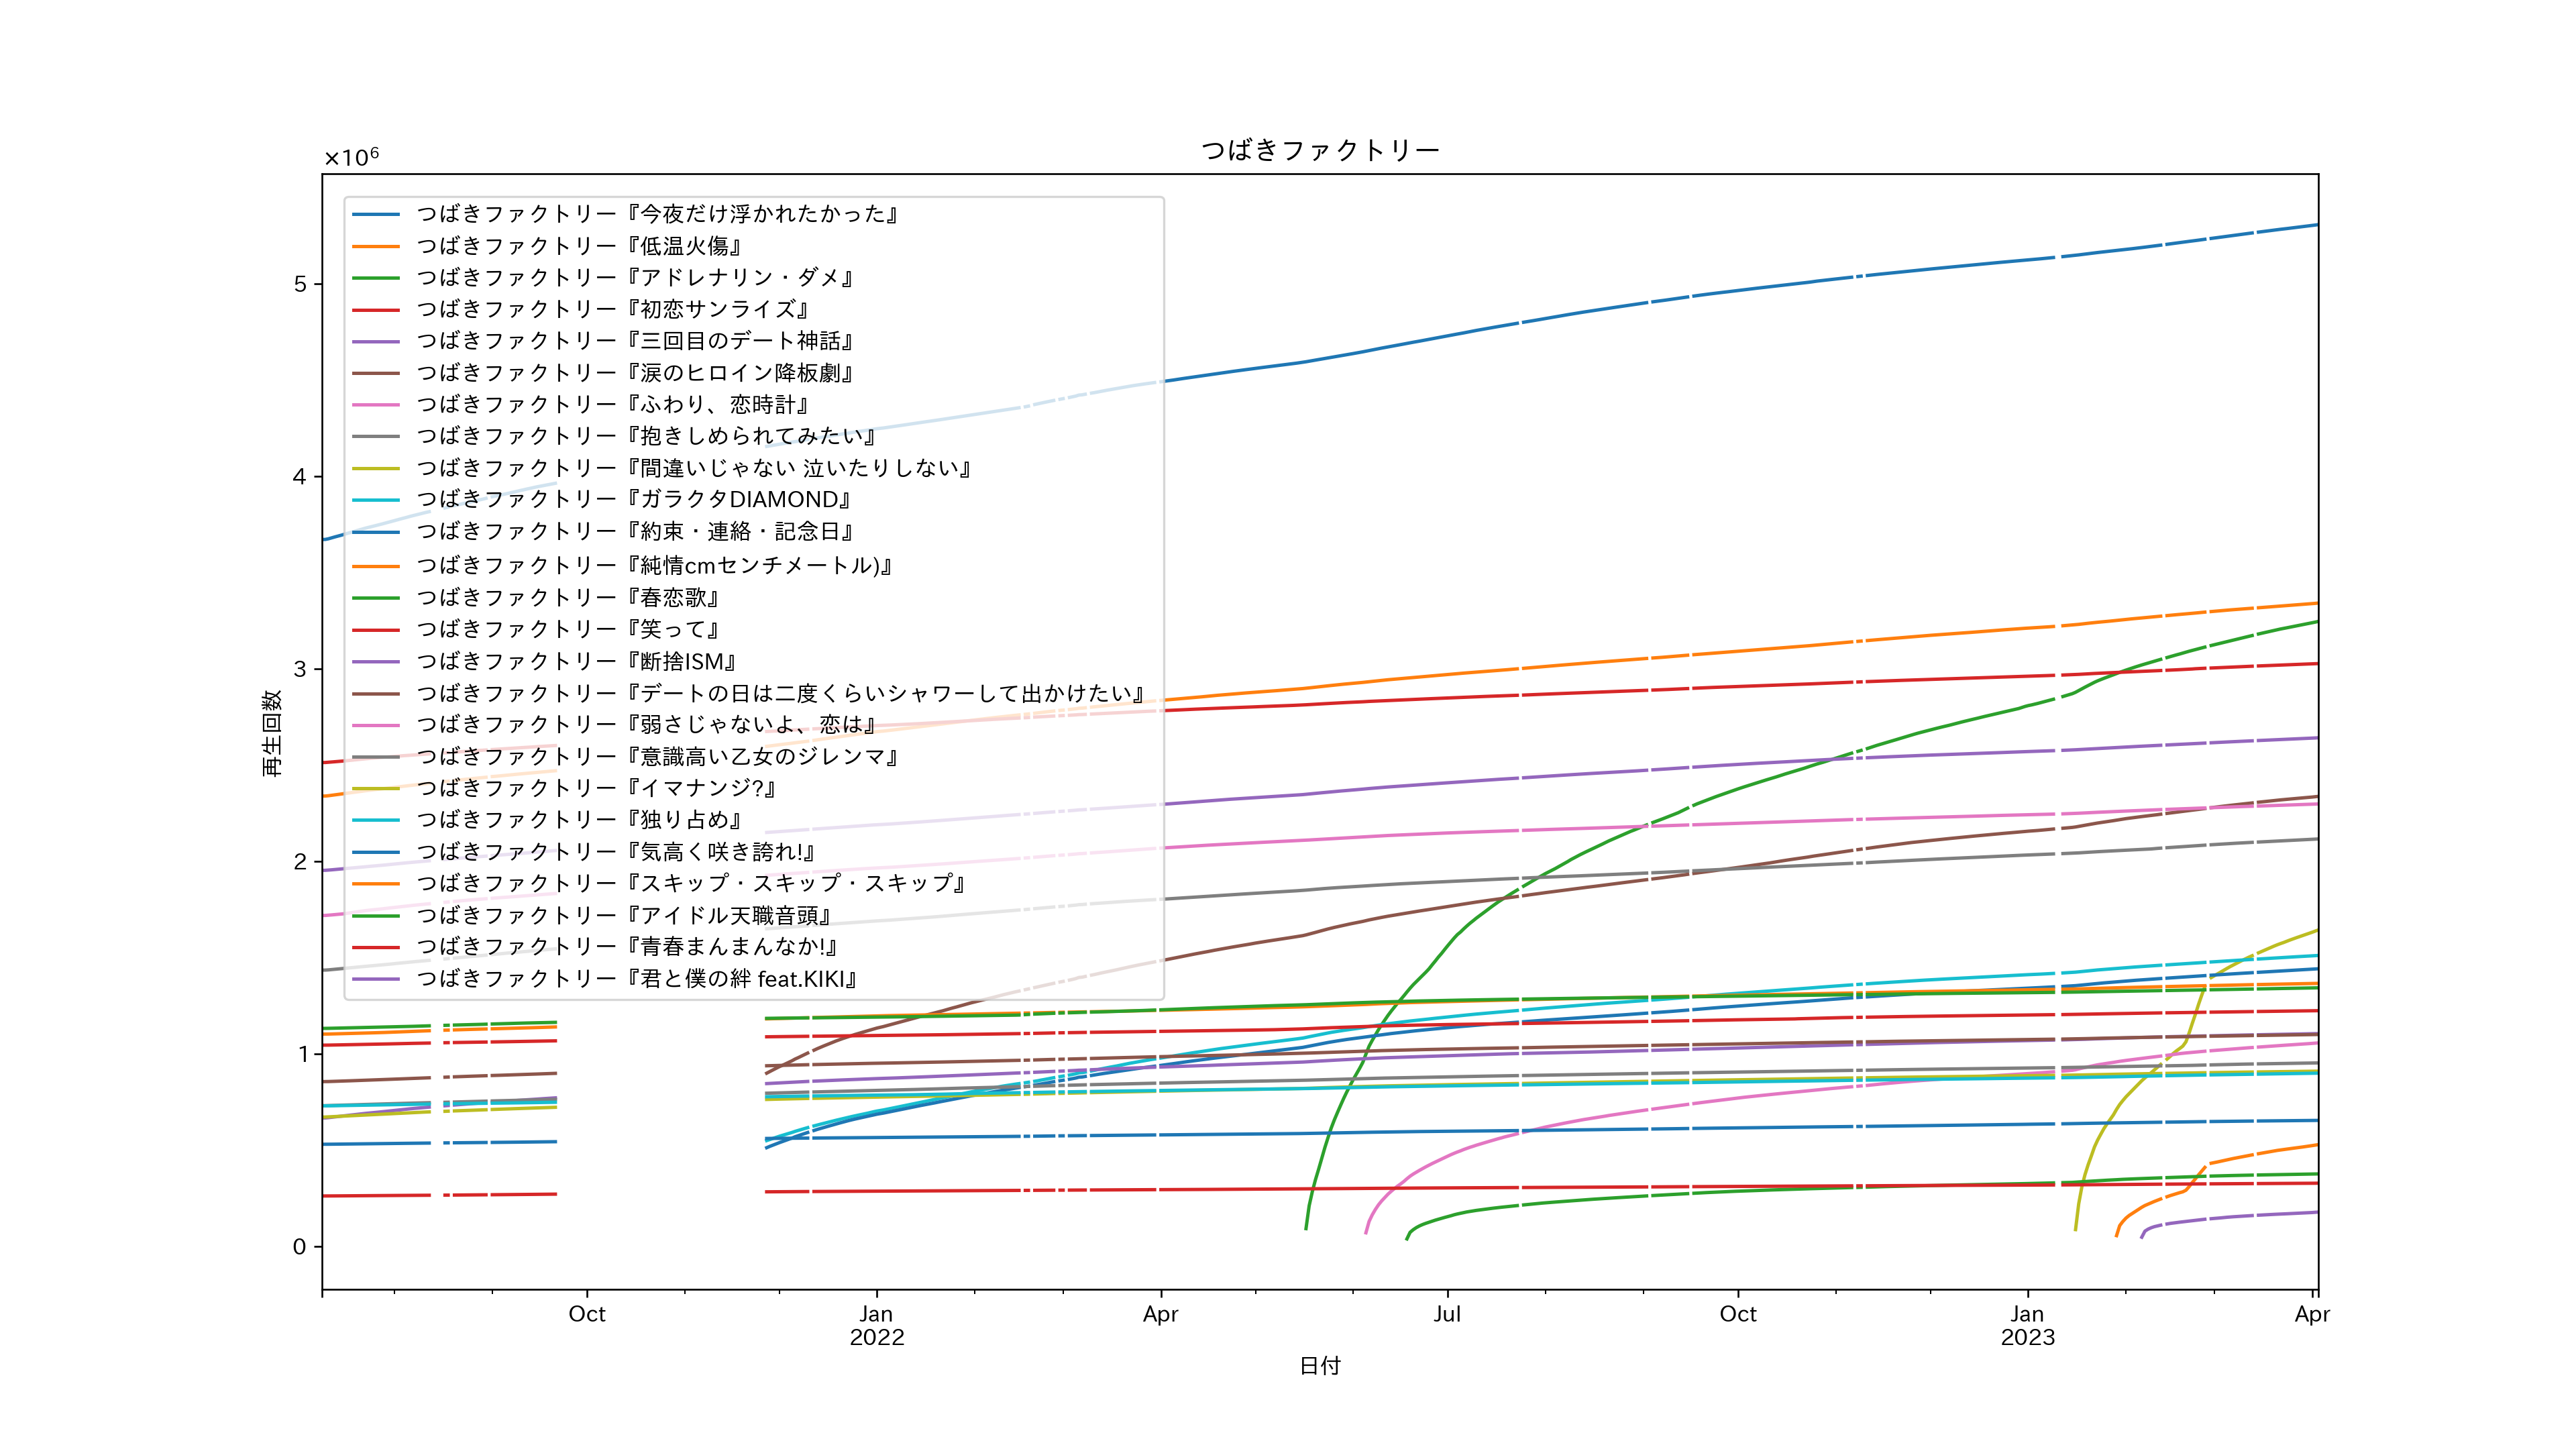 つばきファクトリー
×10⁶
つばきファクトリー『今夜だけ浮かれたかった』
つばきファクトリー『低温火傷』
つばきファクトリー『アドレナリン・ダメ』
つばきファクトリー『初恋サンライズ』
つばきファクトリー『三回目のデート神話』
つばきファクトリー『涙のヒロイン降板劇』
つばきファクトリー『ふわり、恋時計』
つばきファクトリー『抱きしめられてみたい』
つばきファクトリー『間違いじゃない 泣いたりしない』
つばきファクトリー『ガラクタDIAMOND』
つばきファクトリー『約束・連絡・記念日』
つばきファクトリー『純情cmセンチメートル)』
つばきファクトリー『春恋歌』
つばきファクトリー『笑って』
つばきファクトリー『断捨ISM』
つばきファクトリー『デートの日は二度くらいシャワーして出かけたい』
つばきファクトリー『弱さじゃないよ、恋は』
つばきファクトリー『意識高い乙女のジレンマ』
つばきファクトリー『イマナンジ?』
つばきファクトリー『独り占め』
つばきファクトリー『気高く咲き誇れ!』
つばきファクトリー『スキップ・スキップ・スキップ』
つばきファクトリー『アイドル天職音頭』
つばきファクトリー『青春まんまんなか!』
つばきファクトリー『君と僕の絆 feat.KIKI』
5
4
3
2
1
0
再生回数
Oct
Jan
2022
Apr
Jul
Oct
Jan
2023
Apr
日付